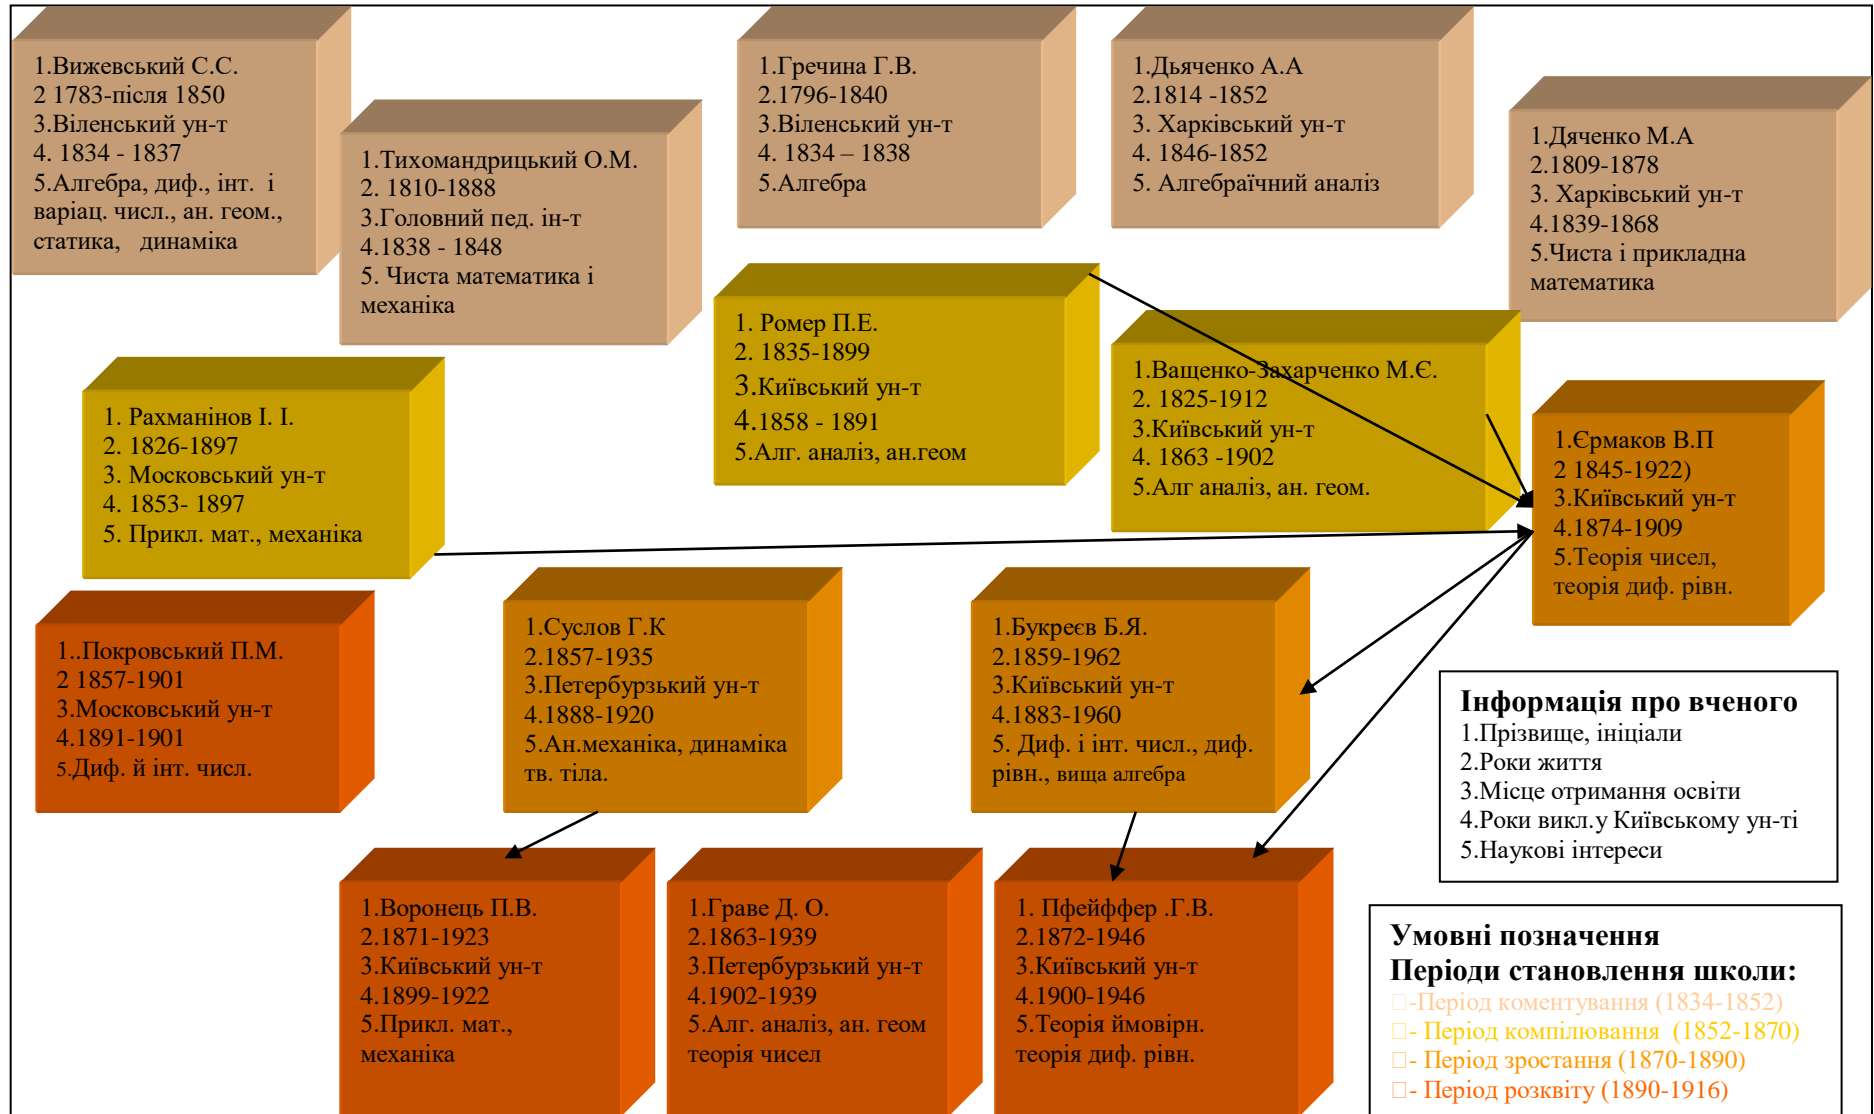 1.Вижевський С.С.
2 1783-після 1850
3.Віленський ун-т
4. 1834 - 1837
5.Алгебра, диф., інт. і
варіац. числ., ан. геом.,
статика, динаміка
1.Тихомандрицький О.М.
2. 1810-1888
3.Головний пед. ін-т
4.1838 - 1848
5. Чиста математика і
механіка
1.Гречина Г.В.
2.1796-1840
3.Віленський ун-т
4. 1834 – 1838
5.Алгебра
1.Дьяченко А.А
2.1814 -1852
3. Харківський ун-т
4. 1846-1852
5. Алгебраїчний аналіз
1.Дяченко М.А
2.1809-1878
3. Харківський ун-т
4.1839-1868
5.Чиста і прикладна
математика
1. Рахманінов І. І.
2. 1826-1897
3. Московський ун-т
4. 1853- 1897
5. Прикл. мат., механіка
1. Ромер П.Е.
2. 1835-1899
3.Київський ун-т
4.1858 - 1891
5.Алг. аналіз, ан.геом
1.Ващенко-Захарченко М.Є.
2. 1825-1912
3.Київський ун-т
4. 1863 -1902
5.Алг аналіз, ан. геом.
1.Єрмаков В.П
2 1845-1922)
3.Київський ун-т
4.1874-1909
5.Теорія чисел,
теорія диф. рівн.
1..Покровський П.М.
2 1857-1901
3.Московський ун-т
4.1891-1901
5.Диф. й інт. числ.
1.Суслов Г.К
2.1857-1935
3.Петербурзький ун-т
4.1888-1920
5.Ан.механіка, динаміка
тв. тіла.
1.Букреєв Б.Я.
2.1859-1962
3.Київський ун-т
4.1883-1960
5. Диф. і інт. числ., диф.
рівн., вища алгебра
Інформація про вченого
1.Прізвище, ініціали
2.Роки життя
3.Місце отримання освіти
4.Роки викл.у Київському ун-ті
5.Наукові інтереси
1.Воронець П.В.
2.1871-1923
3.Київський ун-т
4.1899-1922
5.Прикл. мат.,
механіка
1.Граве Д. О.
2.1863-1939
3.Петербурзький ун-т
4.1902-1939
5.Алг. аналіз, ан. геом
теорія чисел
1. Пфейффер .Г.В.
2.1872-1946
3.Київський ун-т
4.1900-1946
5.Теорія ймовірн.
теорія диф. рівн.
Умовні позначення
Періоди становлення школи:
-Період коментування (1834-1852)
- Період компілювання (1852-1870)
- Період зростання (1870-1890)
- Період розквіту (1890-1916)